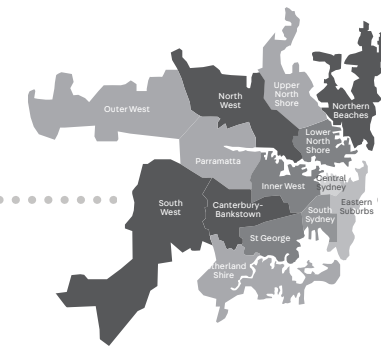 Upper
North
Shore
North
West
Outer West
Northern
Beaches
Lower
North
Shore
Parramatta
Central
Sydney
Inner West
South
West
Canterbury-
Bankstown
South
Sydney
Eastern
Suburbs
St George
therland
Shire